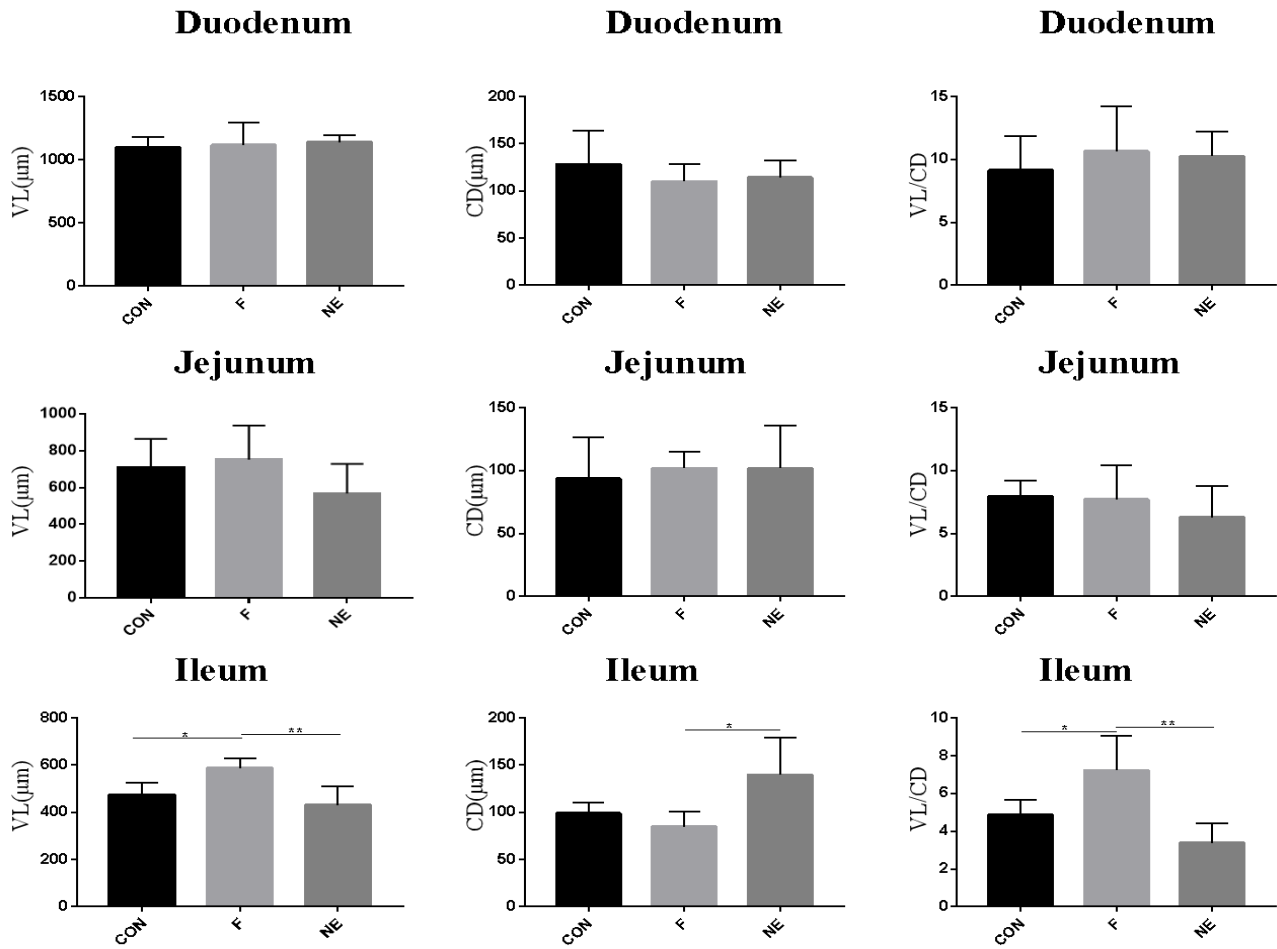 Duodenum
Duodenum
Duodenum
VL(μm)
1500
1000
500
0
CON
F
NE
CD(μm)
200
150
100
50
0
CON
F
NE
VL/CD
15
10
5
0
CON
F
NE
Jejunum
Jejunum
Jejunum
VL(μm)
1000
800
600
400
200
0
CON
F
NE
CD(μm)
150
100
50
0
CON
F
NE
VL/CD
15
10
5
0
CON
F
NE
Ileum
Ileum
Ileum
VL(μm)
800
600
400
200
0
*
**
CON
F
NE
CD(μm)
200
150
100
50
0
*
CON
F
NE
VL/CD
10
8
6
4
2
0
*
**
CON
F
NE